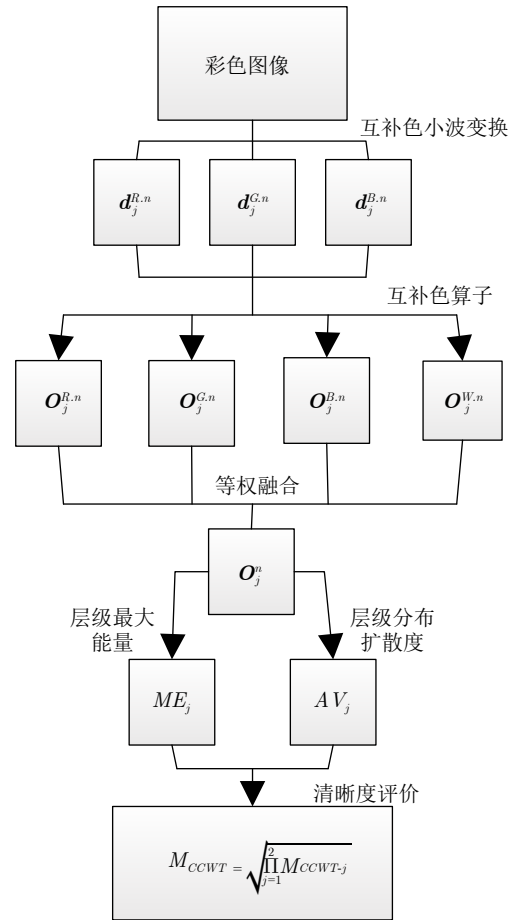 彩色图像
互补色小波变换
d_j^{R.n} d_j^{G.n} d_j^{B.n}
互补色算子
O_j^{R.n} O_j^{G.n} O_j^{B.n} O_j^{W.n}
等权融合
O_j^n
层级最大
能量
层级分布
扩散度
ME_j AV_j
清晰度评价
M_{CCWT} = \sqrt{\prod_{j=1}^{2} M_{CCWT-j}}